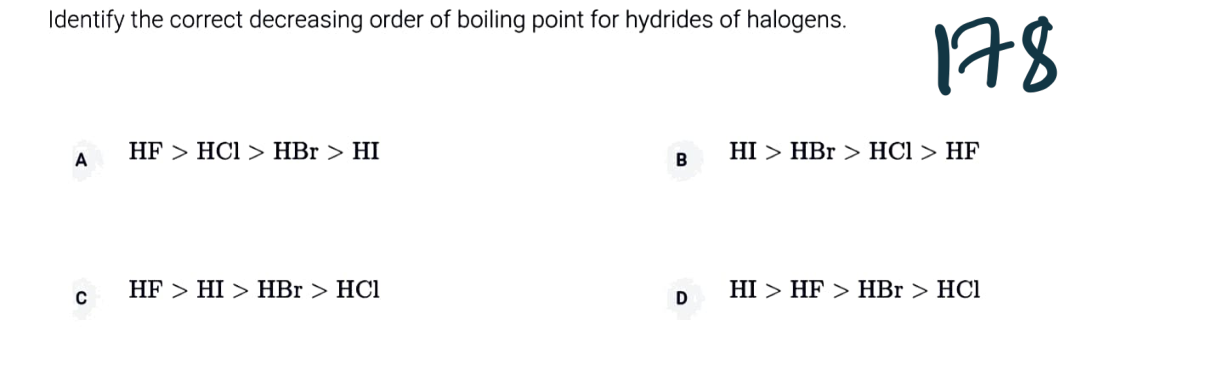 Identify the correct decreasing order of boiling point for hydrides of halogens.
178
A HF > HCl > HBr > HI
B HI > HBr > HCl > HF
C HF > HI > HBr > HCl
D HI > HF > HBr > HCl